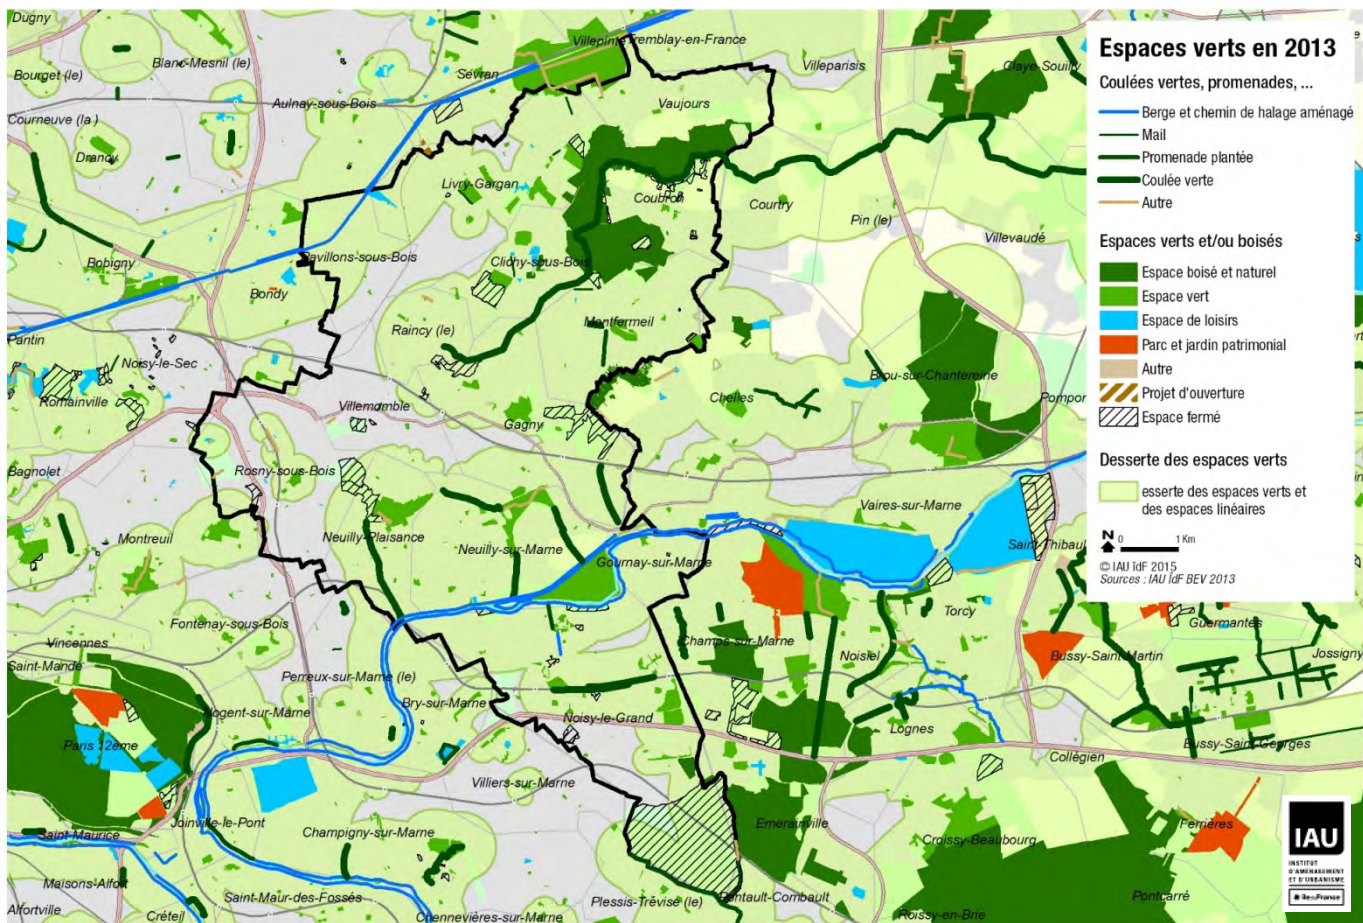 Dugny
Villepinte
Tremblay-en-France
Blanc-Mesnil (le)
Bourget (le)
Sevran
Villeparisis
Claye-Souilly
Aulnay-sous-Bois
Vaujours
Courneuve (la )
Drancy
Livry-Gargan
Coubron
Courtry
Pin (le)
Villevaudé
Bobigny
Pavillons-sous-Bois
Clichy-sous-Bois
Bondy
Raincy (le)
Montfermeil
Pantin
Noisy-le-Sec
Romainville
Villemomble
Chelles
Brou-sur-Chantereine
Pompon
Gagny
Bagnolet
Rosny-sous-Bois
Vaires-sur-Marne
Montreuil
Neuilly-Plaisance
Neuilly-sur-Marne
Gournay-sur-Marne
Saint-Thibaul
Torcy
Guermantes
Fontenay-sous-Bois
Champs-sur-Marne
Noisiel
Bussy-Saint-Martin
Jossigny
Vincennes
Saint-Mandé
Perreux-sur-Marne (le)
Nogent-sur-Marne
Bry-sur-Marne
Noisy-le-Grand
Lognes
Paris 12ème
Collégien
Bussy-Saint-Georges
Villiers-sur-Marne
Saint-Maurice
Joinville-le-Pont
Champigny-sur-Marne
Emerainville
Croissy-Beaubourg
Ferrières
Maisons-Alfort
Saint-Maur-des-Fossés
Plessis-Trévise (le)
Pontault-Combault
Pontcarré
Alfortville
Créteil
Chennevières-sur-Marne
Roissy-en-Brie
Espaces verts en 2013
Coulées vertes, promenades, ...
Berge et chemin de halage aménagé
Mail
Promenade plantée
Coulée verte
Autre
Espaces verts et/ou boisés
Espace boisé et naturel
Espace vert
Espace de loisirs
Parc et jardin patrimonial
Autre
Projet d'ouverture
Espace fermé
Desserte des espaces verts
esserte des espaces verts et
des espaces linéaires
N
0 1 Km
© IAU îdF 2015
Sources : IAU îdF BEV 2013
IAU
INSTITUT
D'AMÉNAGEMENT
ET D'URBANISME
îledeFrance